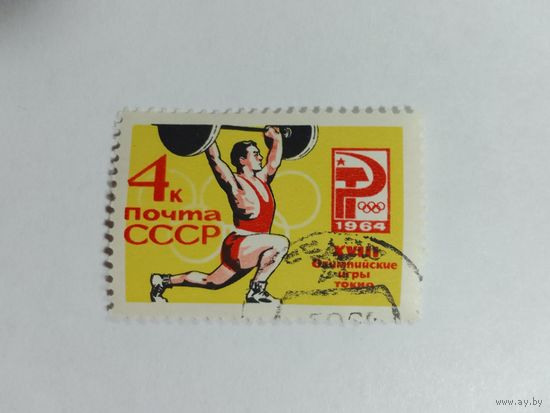 4к
Почта
СССР
1964
XVIII
Олимпийские
игры
Токио
www.ay.by